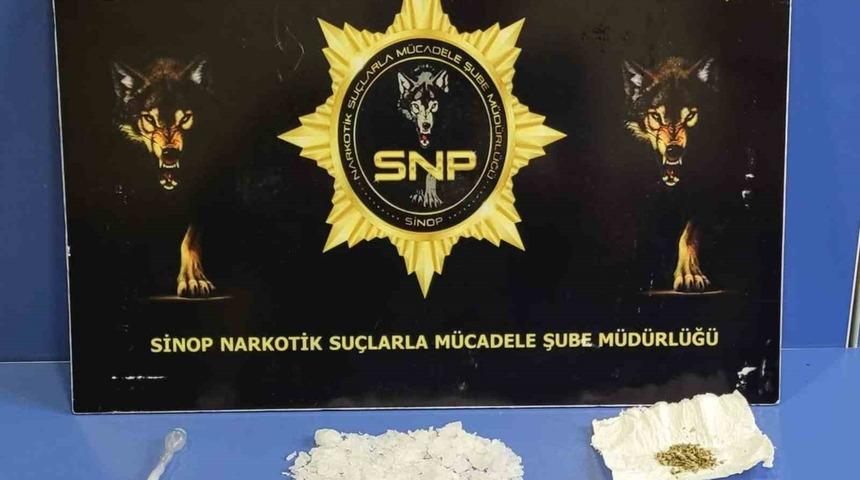 NARKOTİK SUÇLARLA MÜCADELE ŞUBE MÜDÜRLÜĞÜ
SNP
SİNOP
SİNOP NARKOTİK SUÇLARLA MÜCADELE ŞUBE MÜDÜRLÜĞÜ